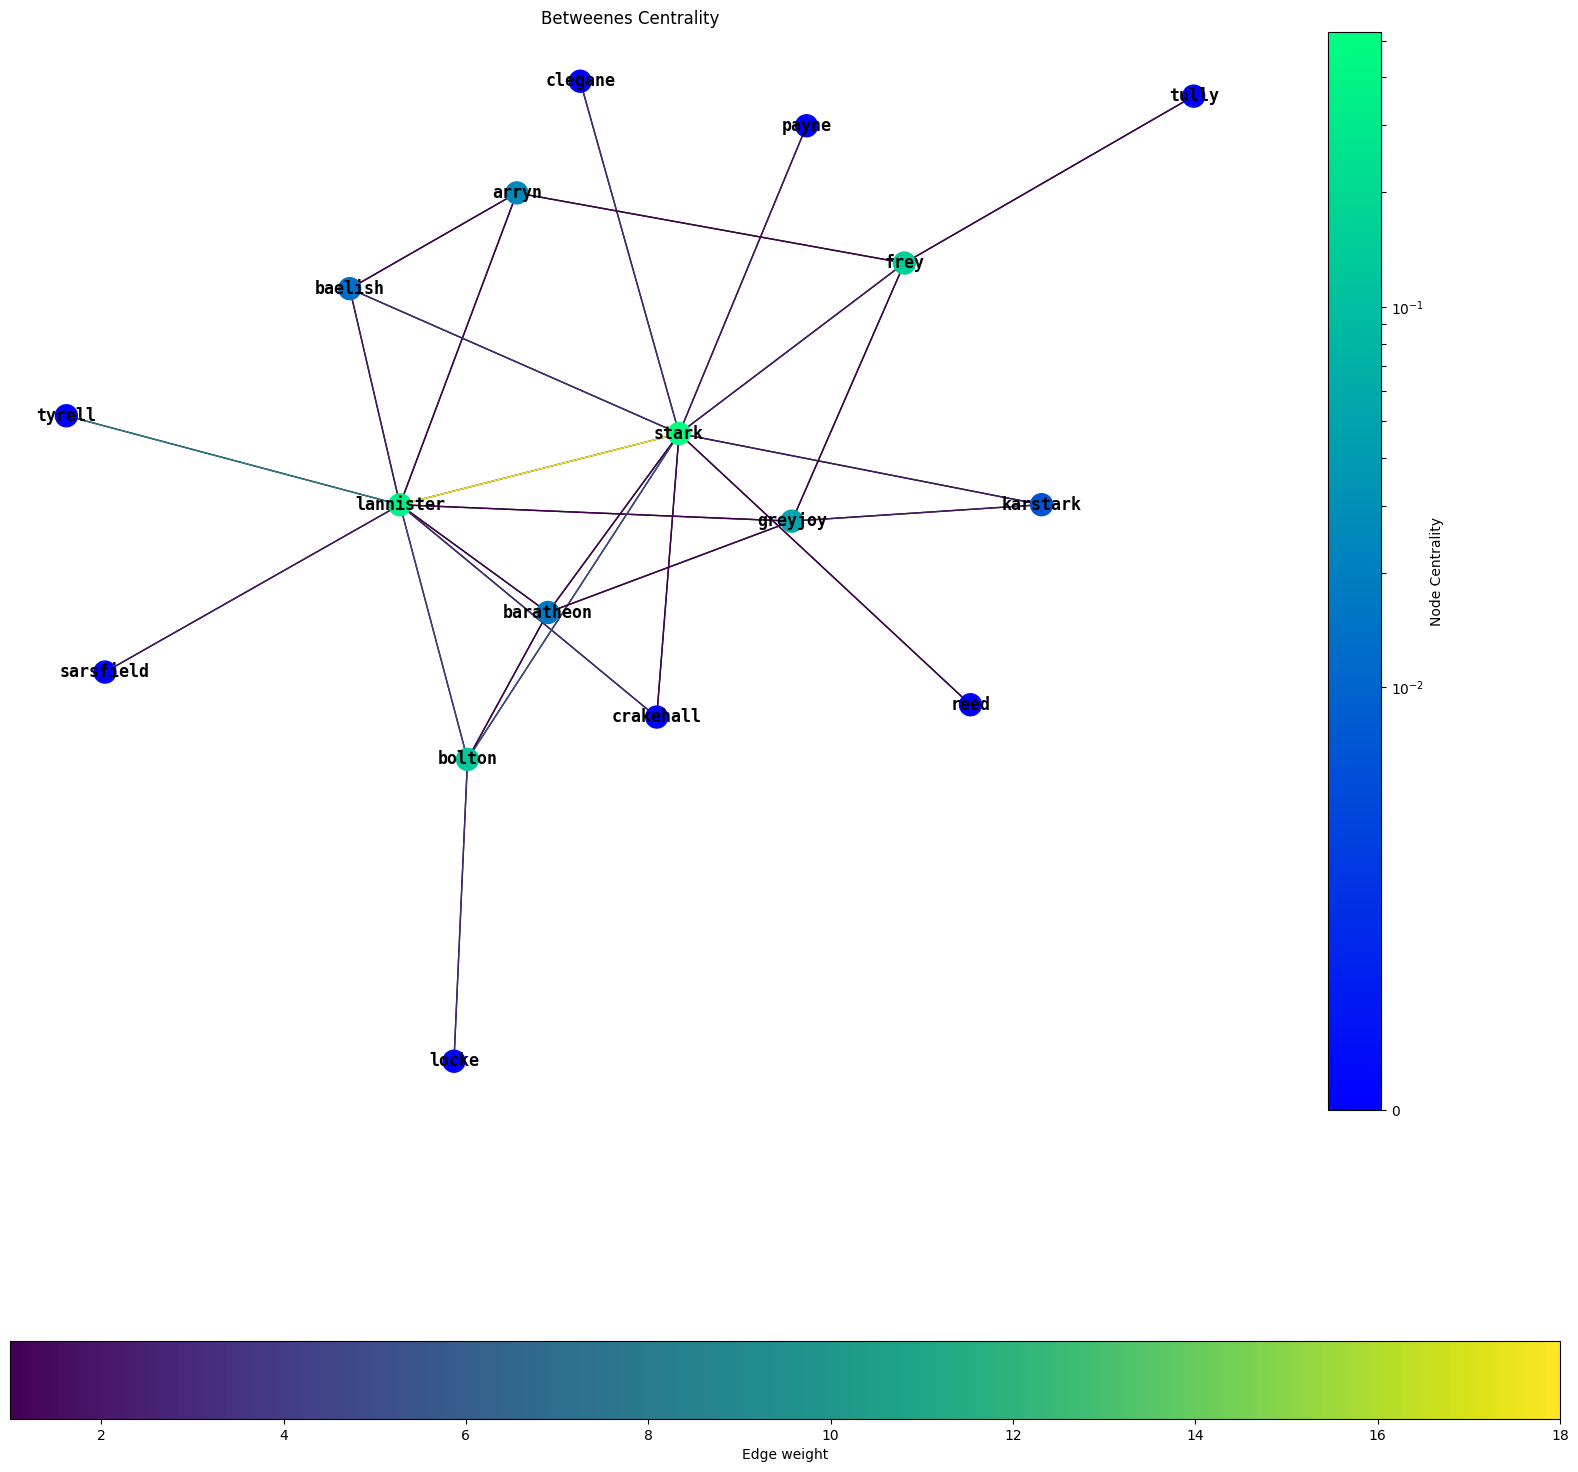 Betweenes Centrality
clegane
tully
payne
arryn
frey
baelish
tyrell
stark
lannister
karstark
greyjoy
baratheon
sarsfield
reed
crakehall
bolton
locke
10⁻¹
10⁻²
0
Node Centrality
2 4 6 8 10 12 14 16 18
Edge weight